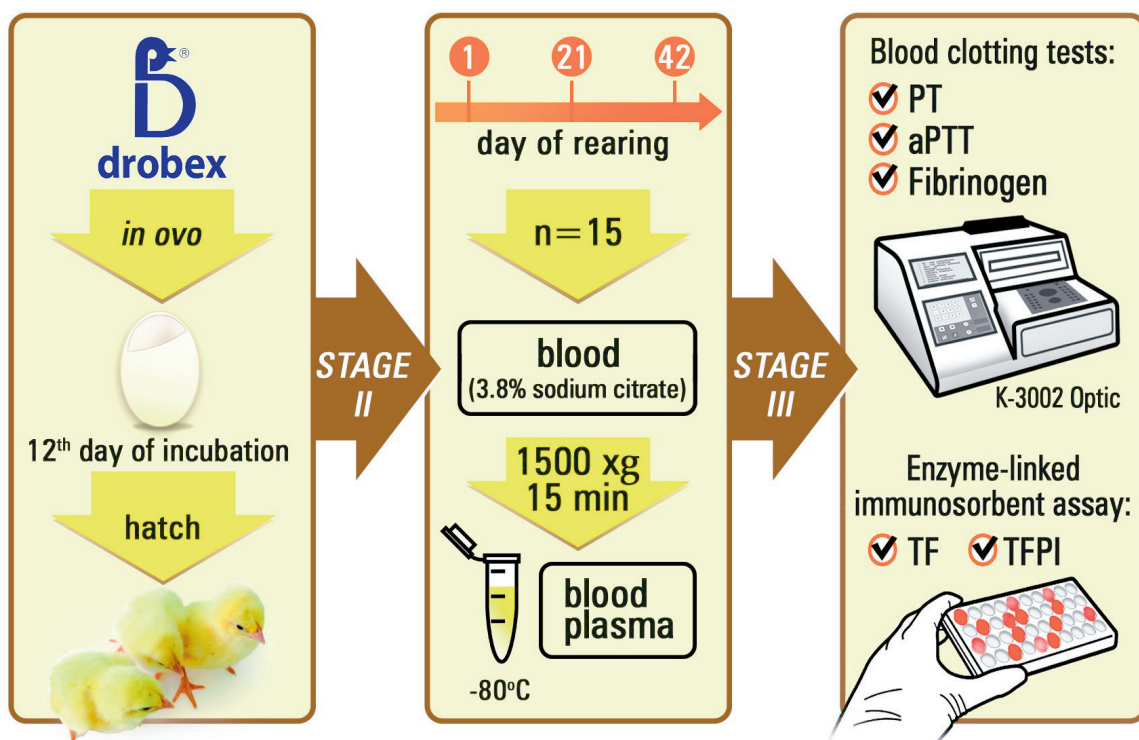 ®
drobex
in ovo
12th day of incubation
hatch
STAGE
II
1 21 42
day of rearing
n=15
blood
(3.8% sodium citrate)
1500 xg
15 min
blood
plasma
-80°C
STAGE
III
Blood clotting tests:
PT
aPTT
Fibrinogen
K-3002 Optic
Enzyme-linked
immunosorbent assay:
TF TFPI